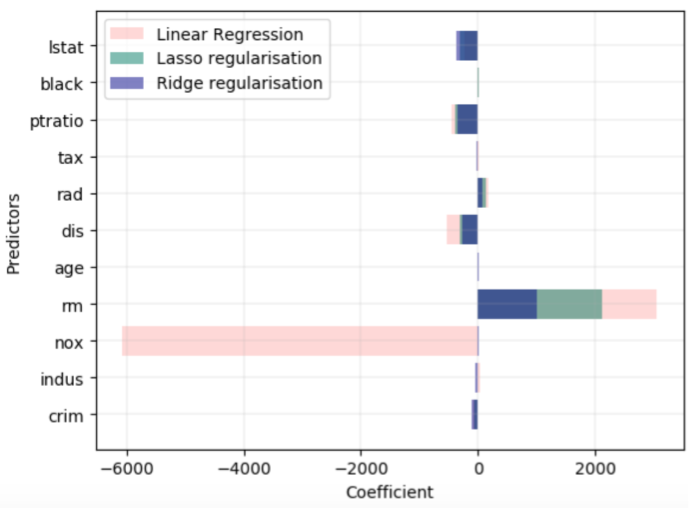 Linear Regression
Lasso regularisation
Ridge regularisation
lstat
black
ptratio
tax
rad
dis
age
rm
nox
indus
crim
Predictors
−6000 −4000 −2000 0 2000
Coefficient